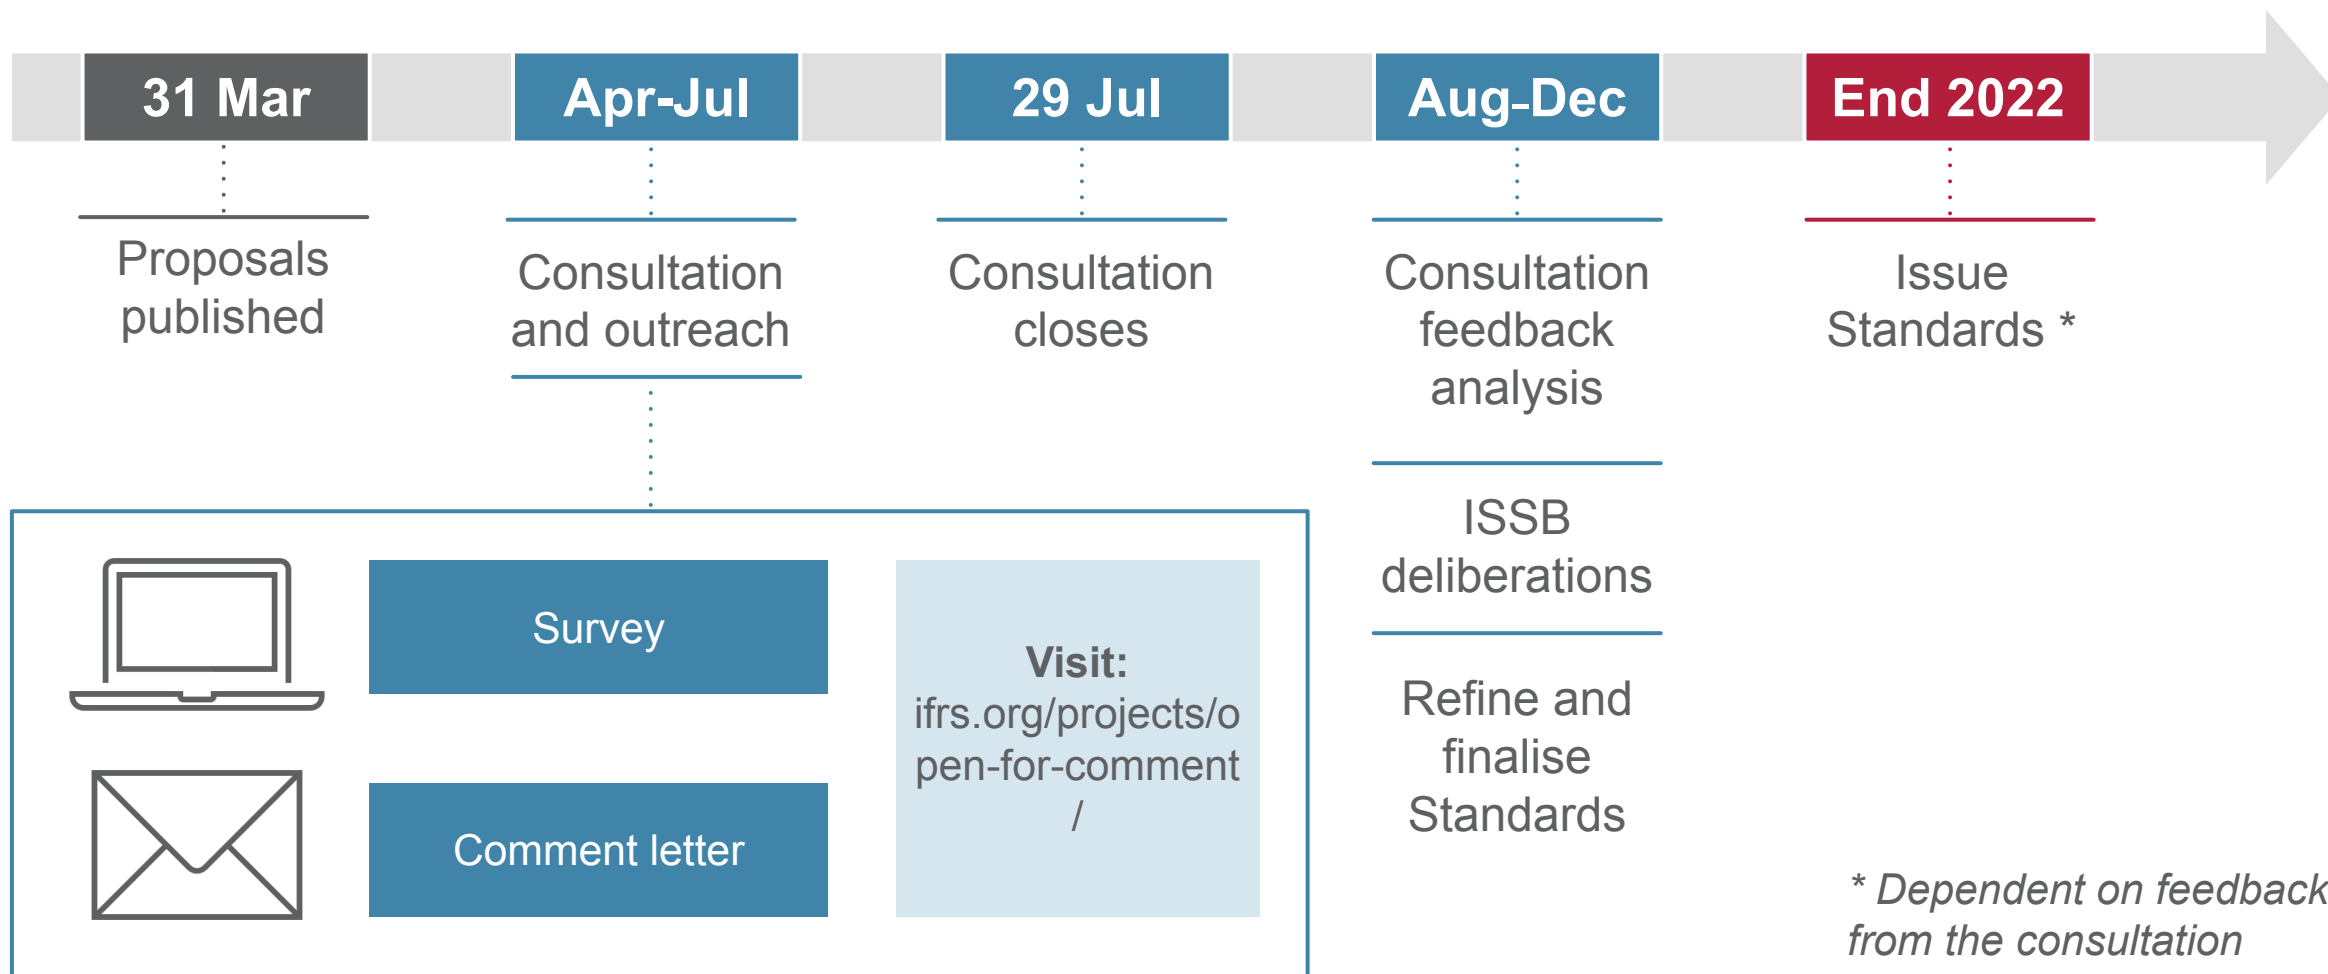 31 Mar
Apr-Jul
29 Jul
Aug-Dec
End 2022
Proposals
published
Consultation
and outreach
Consultation
closes
Consultation
feedback
analysis
ISSB
deliberations
Refine and
finalise
Standards
Issue
Standards *
Survey
Comment letter
Visit:
ifrs.org/projects/o
pen-for-comment
/
* Dependent on feedback
from the consultation